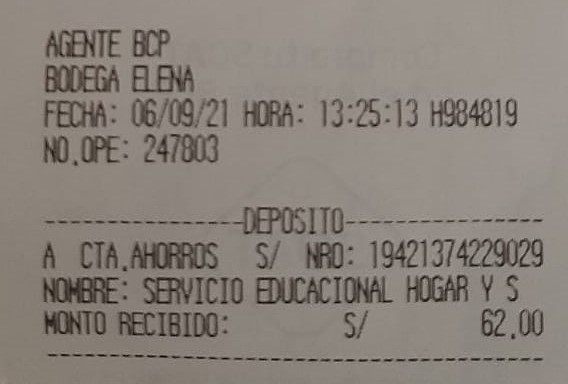 AGENTE BCP
BODEGA ELENA
FECHA: 06/09/21 HORA: 13:25:13 H984819
NO.OPE: 247803
-----------------DEPOSITO-----------------
A CTA.AHORROS S/ NRO: 19421374229029
NOMBRE: SERVICIO EDUCACIONAL HOGAR Y S
MONTO RECIBIDO: S/ 62.00
------------------------------------------